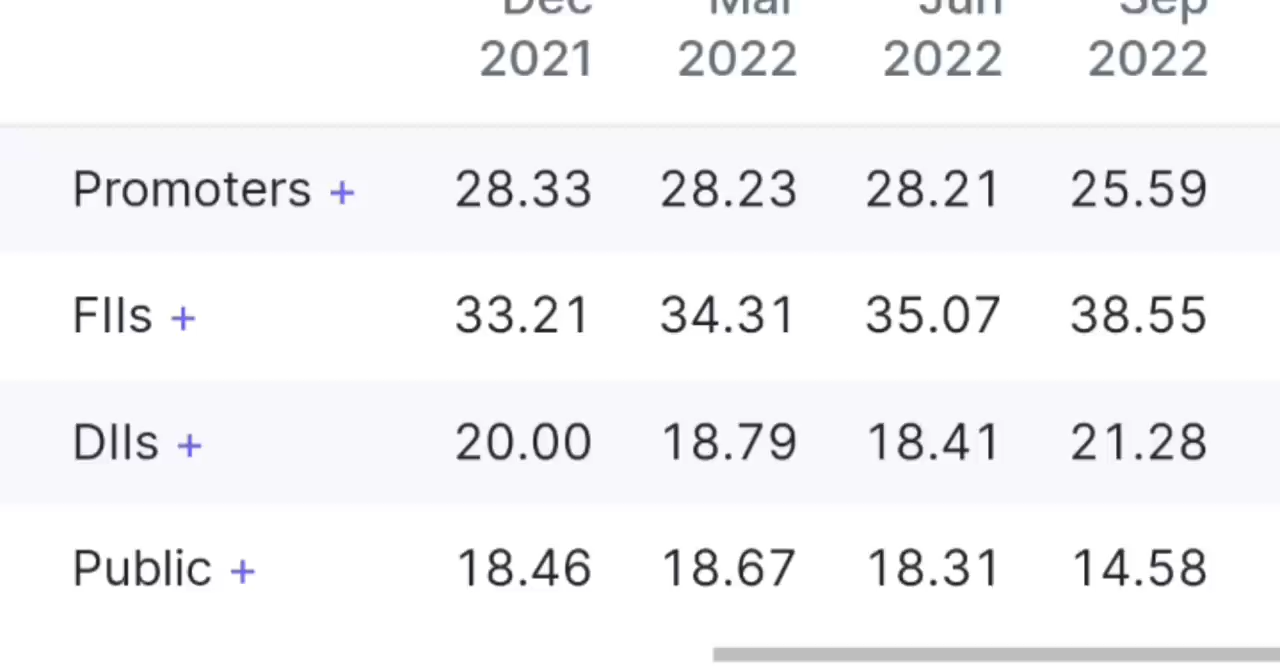 Dec Mar Jun Sep
2021 2022 2022 2022
Promoters + 28.33 28.23 28.21 25.59
FIIs + 33.21 34.31 35.07 38.55
DIIs + 20.00 18.79 18.41 21.28
Public + 18.46 18.67 18.31 14.58